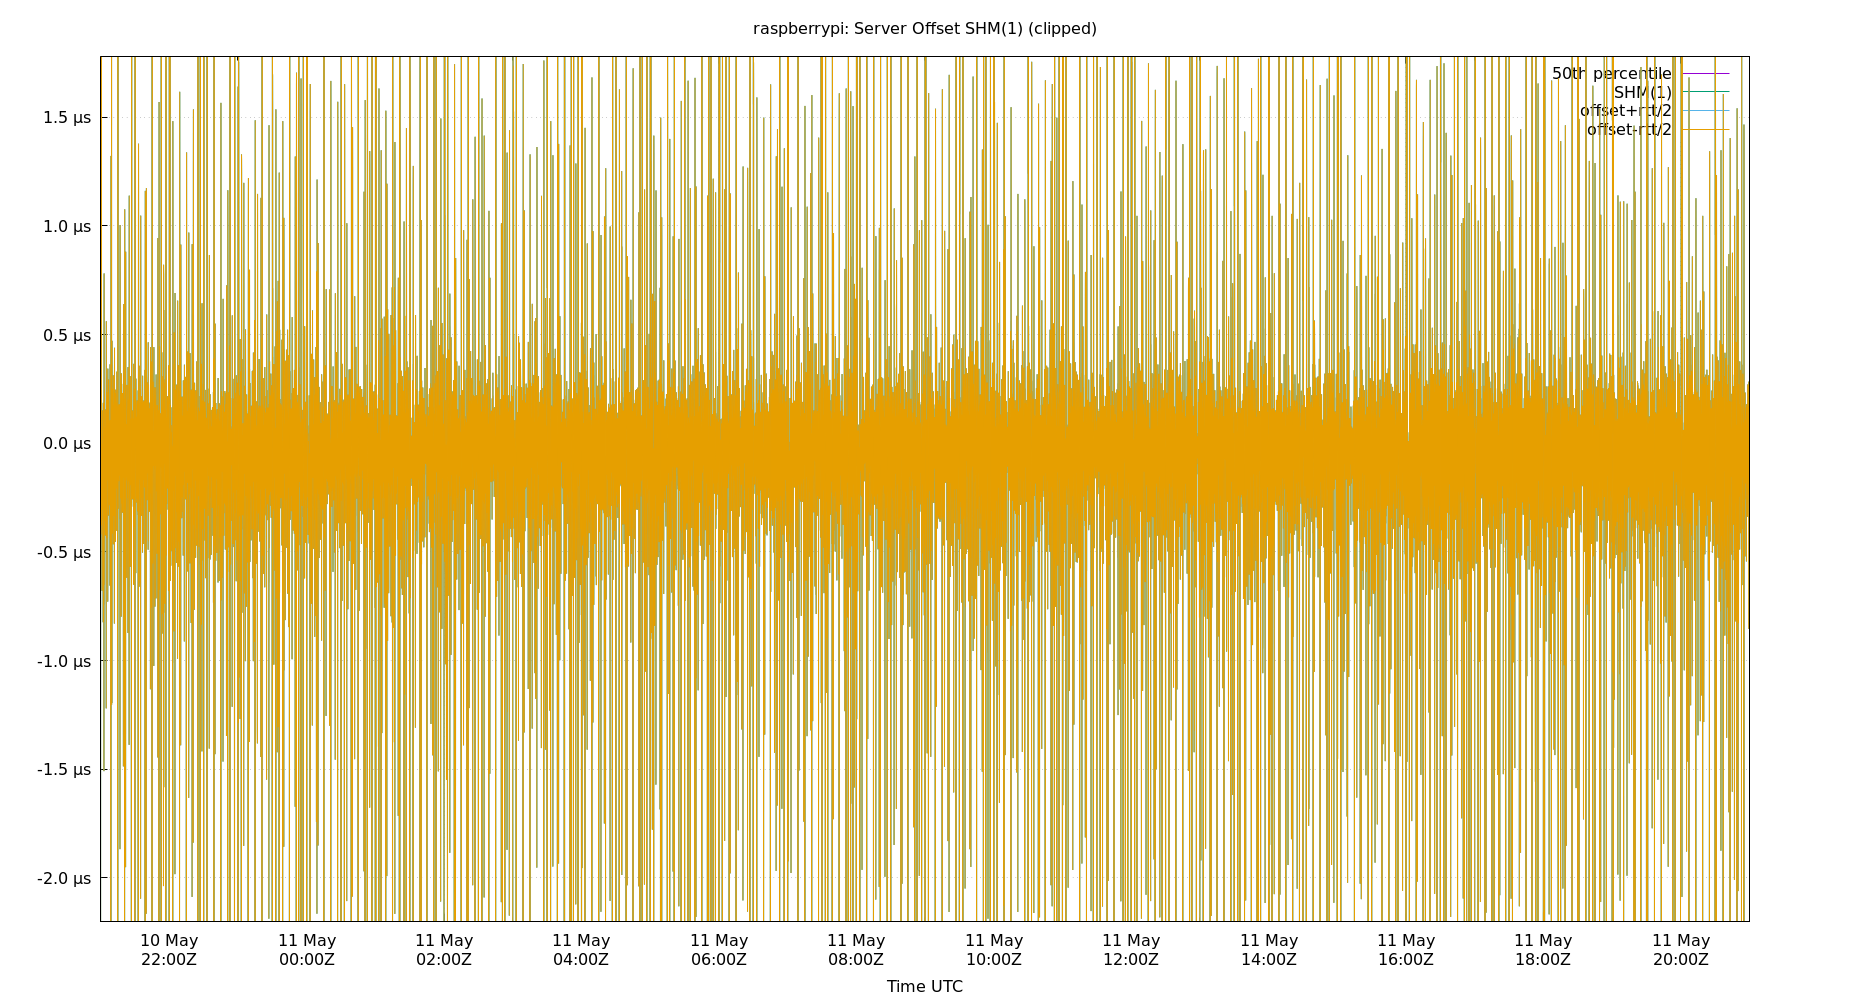 raspberrypi: Server Offset SHM(1) (clipped)
50th percentile
SHM(1)
offset+rtt/2
offset-rtt/2
1.5 µs
1.0 µs
0.5 µs
0.0 µs
-0.5 µs
-1.0 µs
-1.5 µs
-2.0 µs
10 May 11 May 11 May 11 May 11 May 11 May 11 May 11 May 11 May 11 May 11 May 11 May
22:00Z 00:00Z 02:00Z 04:00Z 06:00Z 08:00Z 10:00Z 12:00Z 14:00Z 16:00Z 18:00Z 20:00Z
Time UTC